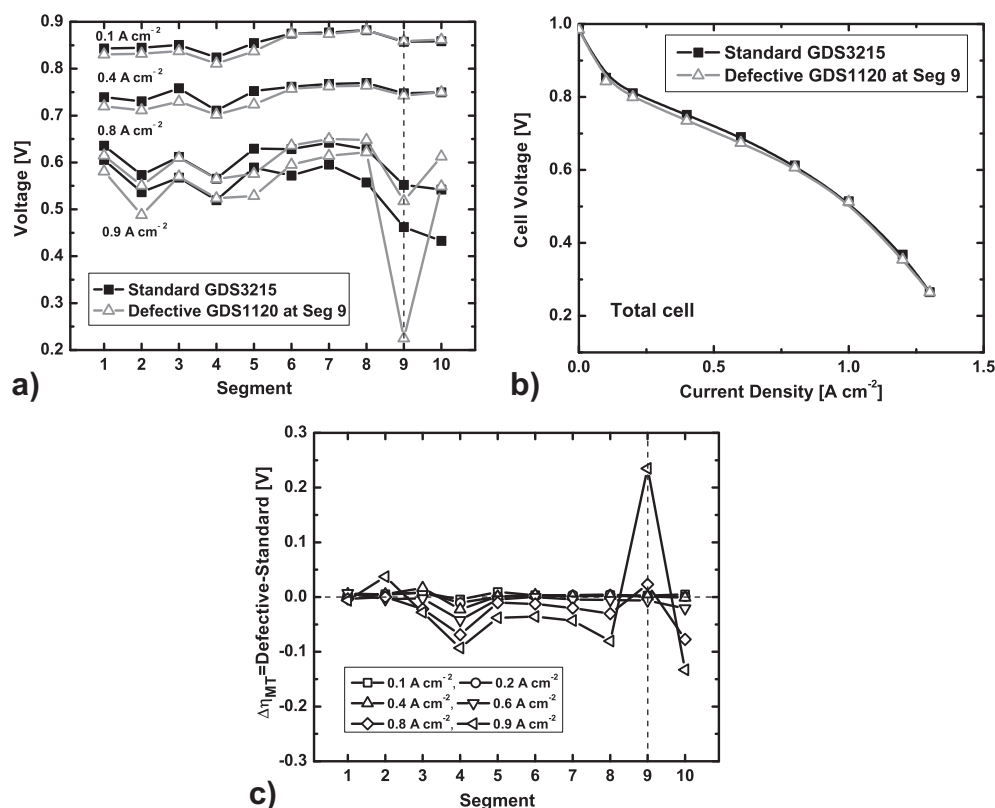 0.9
0.8
0.7
0.6
0.5
0.4
0.3
0.2
Voltage [V]
0.1 A cm⁻²
0.4 A cm⁻²
0.8 A cm⁻²
0.9 A cm⁻²
Standard GDS3215
Defective GDS1120 at Seg 9
1 2 3 4 5 6 7 8 9 10
Segment
a)
1.0
0.8
0.6
0.4
0.2
Cell Voltage [V]
Standard GDS3215
Defective GDS1120 at Seg 9
Total cell
0.0 0.5 1.0 1.5
Current Density [A cm⁻²]
b)
0.3
0.2
0.1
0.0
-0.1
-0.2
-0.3
Δη_MT=Defective-Standard [V]
0.1 A cm⁻², 0.2 A cm⁻²
0.4 A cm⁻², 0.6 A cm⁻²
0.8 A cm⁻², 0.9 A cm⁻²
1 2 3 4 5 6 7 8 9 10
Segment
c)